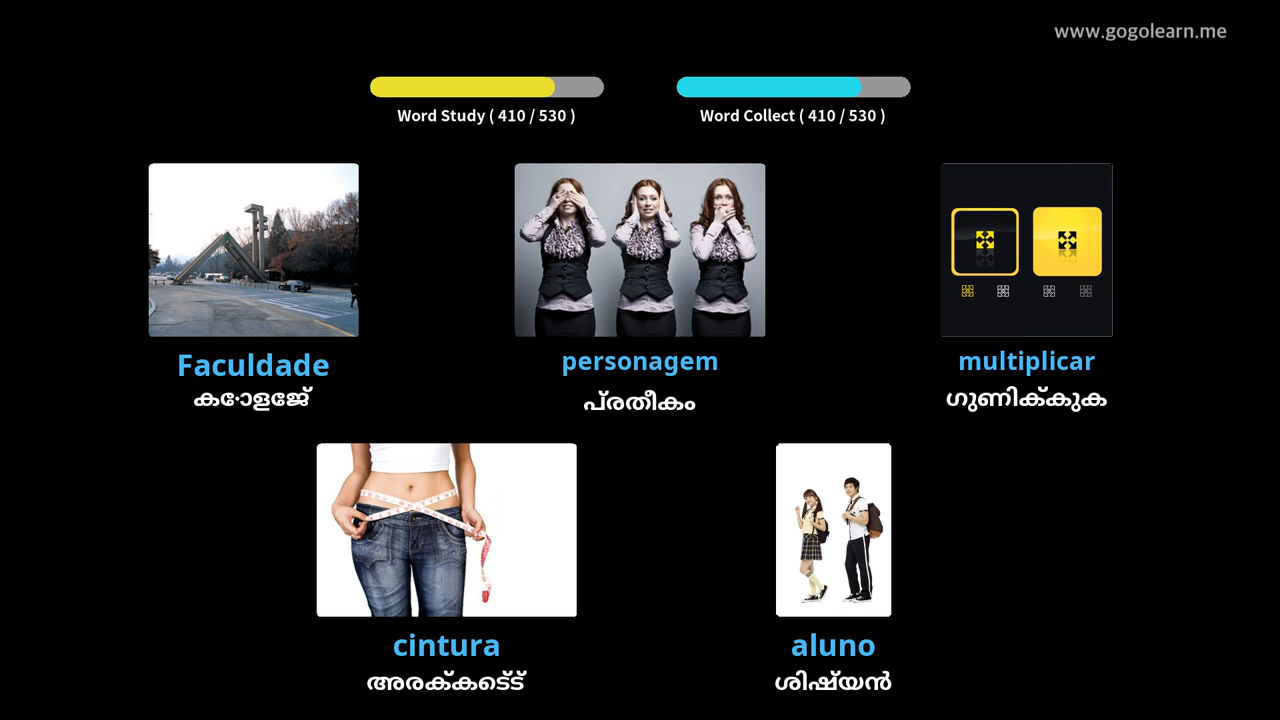 www.gogolearn.me
Word Study ( 410 / 530 )
Word Collect ( 410 / 530 )
Faculdade
കോളേജ്
personagem
പ്രതീകം
multiplicar
ഗുണിക്കുക
cintura
അരക്കെട്ട്
aluno
ശിഷ്യൻ